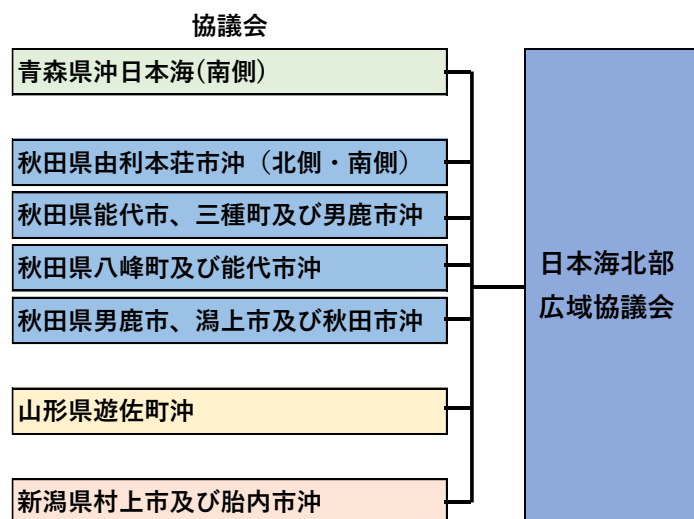 協議会
青森県沖日本海(南側)
秋田県由利本荘市沖（北側・南側）
秋田県能代市、三種町及び男鹿市沖
秋田県八峰町及び能代市沖
秋田県男鹿市、潟上市及び秋田市沖
山形県遊佐町沖
新潟県村上市及び胎内市沖
日本海北部
広域協議会